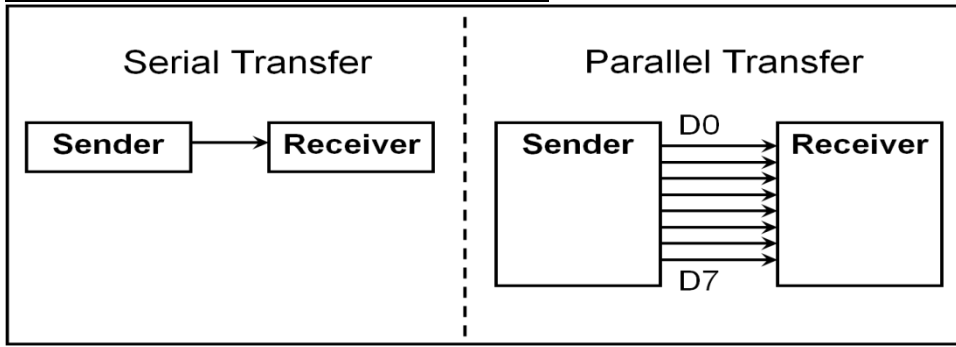 Serial Transfer
Sender
Receiver
Parallel Transfer
Sender
D0
Receiver
D7